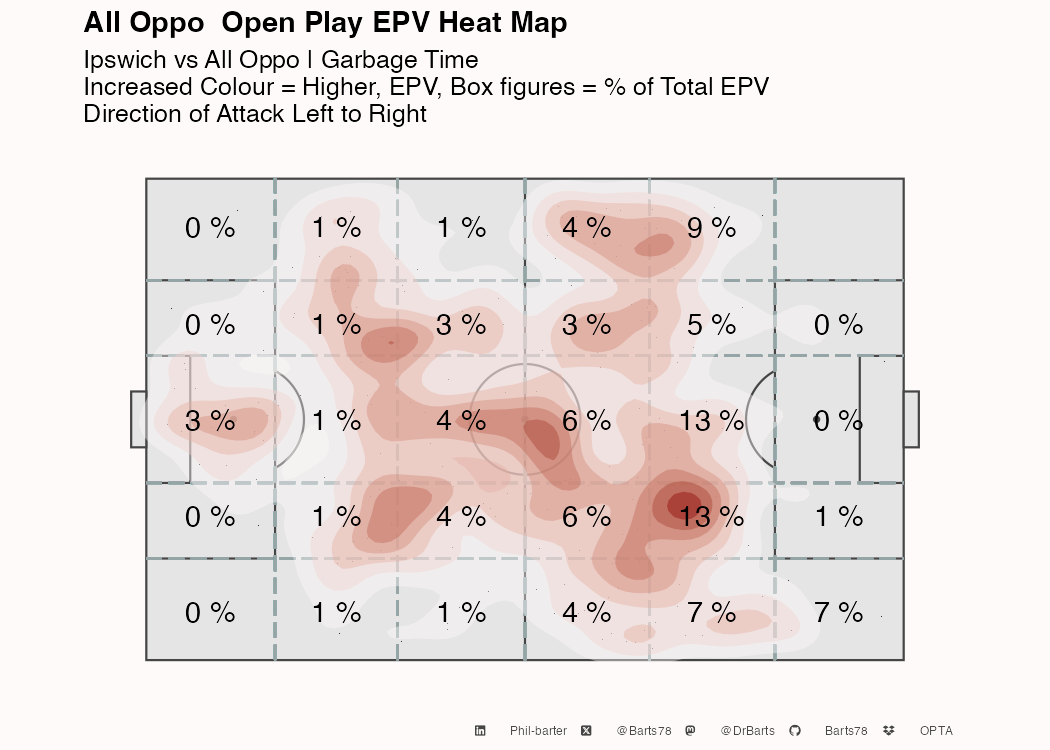 All Oppo  Open Play EPV Heat Map
Ipswich vs All Oppo | Garbage Time
Increased Colour = Higher, EPV, Box figures = % of Total EPV
Direction of Attack Left to Right
0 % 1 % 1 % 4 % 9 %
0 % 1 % 3 % 3 % 5 % 0 %
3 % 1 % 4 % 6 % 13 % 0 %
0 % 1 % 4 % 6 % 13 % 1 %
0 % 1 % 1 % 4 % 7 % 7 %
Phil-barter @Barts78 @DrBarts Barts78 OPTA